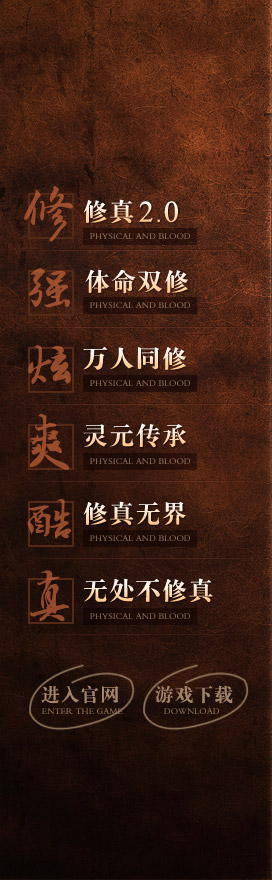 修
修真2.0
PHYSICAL AND BLOOD
强
体命双修
PHYSICAL AND BLOOD
炫
万人同修
PHYSICAL AND BLOOD
爽
灵元传承
PHYSICAL AND BLOOD
酷
修真无界
PHYSICAL AND BLOOD
真
无处不修真
PHYSICAL AND BLOOD
进入官网
ENTER THE GAME
游戏下载
DOWNLOAD